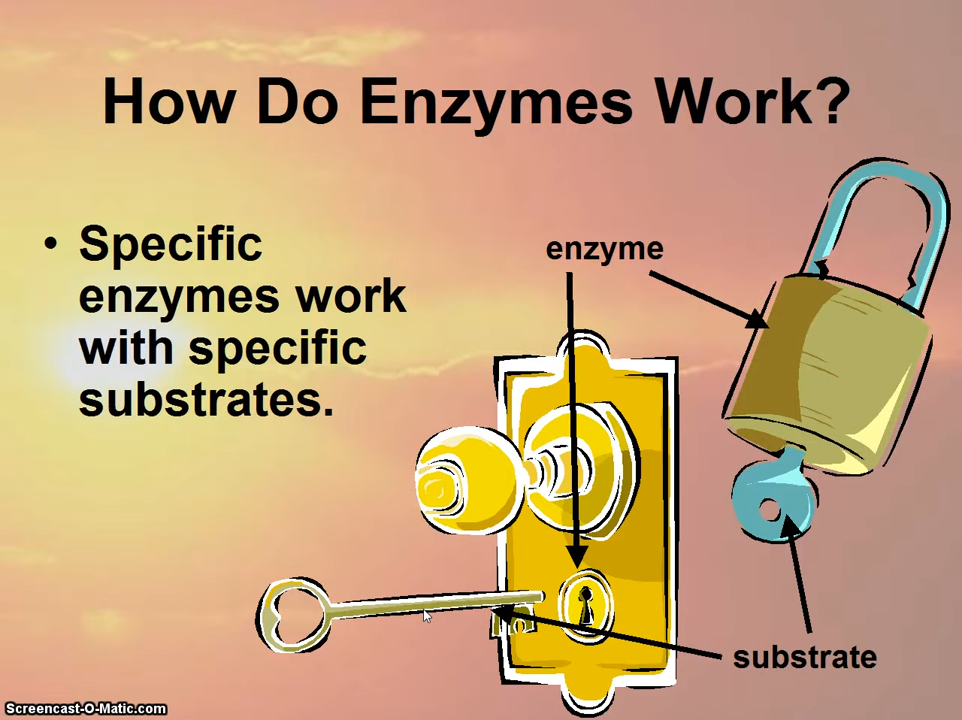 How Do Enzymes Work?
• Specific
enzymes work
with specific
substrates.
enzyme
substrate
Screencast-O-Matic.com